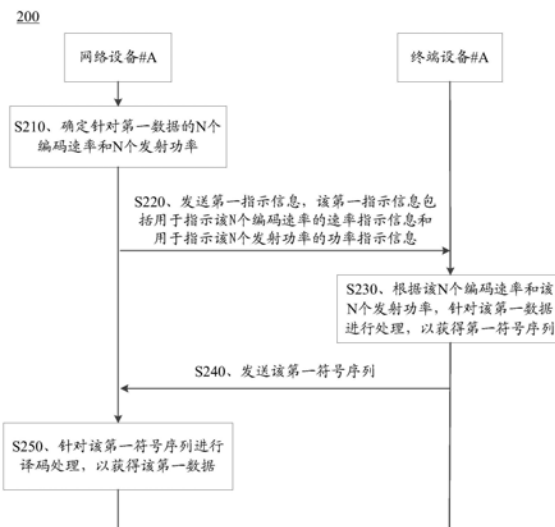 200
网络设备#A
终端设备#A
S210、确定针对第一数据的N个
编码速率和N个发射功率
S220、发送第一指示信息，该第一指示信息包
括用于指示该N个编码速率的速率指示信息和
用于指示该N个发射功率的功率指示信息
S230、根据该N个编码速率和该
N个发射功率，针对该第一数据
进行处理，以获得第一符号序列
S240、发送该第一符号序列
S250、针对该第一符号序列进行
译码处理，以获得该第一数据